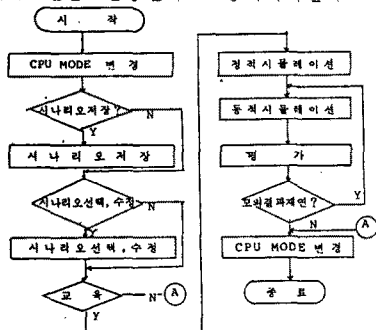 시 작
CPU MODE 변경
시나리오저장?
N
Y
시나리오저장
시나리오선택,수정
N
Y
시나리오선택,수정
교육
N
A
Y
정적시뮬레이션
동적시뮬레이션
평 가
모의결과재연?
Y
N
A
CPU MODE 변경
종 료